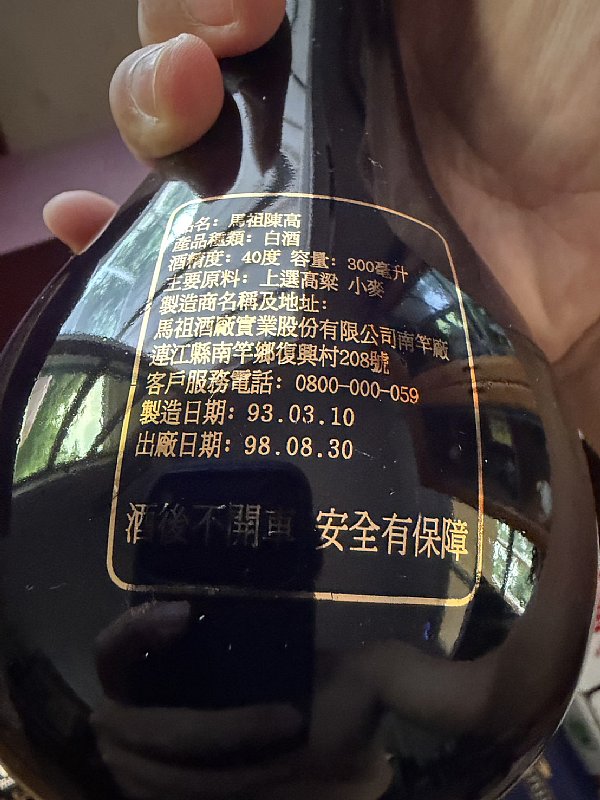 品名: 馬祖陳高
產品種類: 白酒
酒精度: 40度 容量: 300毫升
主要原料: 上選高粱 小麥
製造商名稱及地址:
馬祖酒廠實業股份有限公司南竿廠
連江縣南竿鄉復興村208號
客戶服務電話: 0800-000-059
製造日期: 93.03.10
出廠日期: 98.08.30
酒後不開車 安全有保障